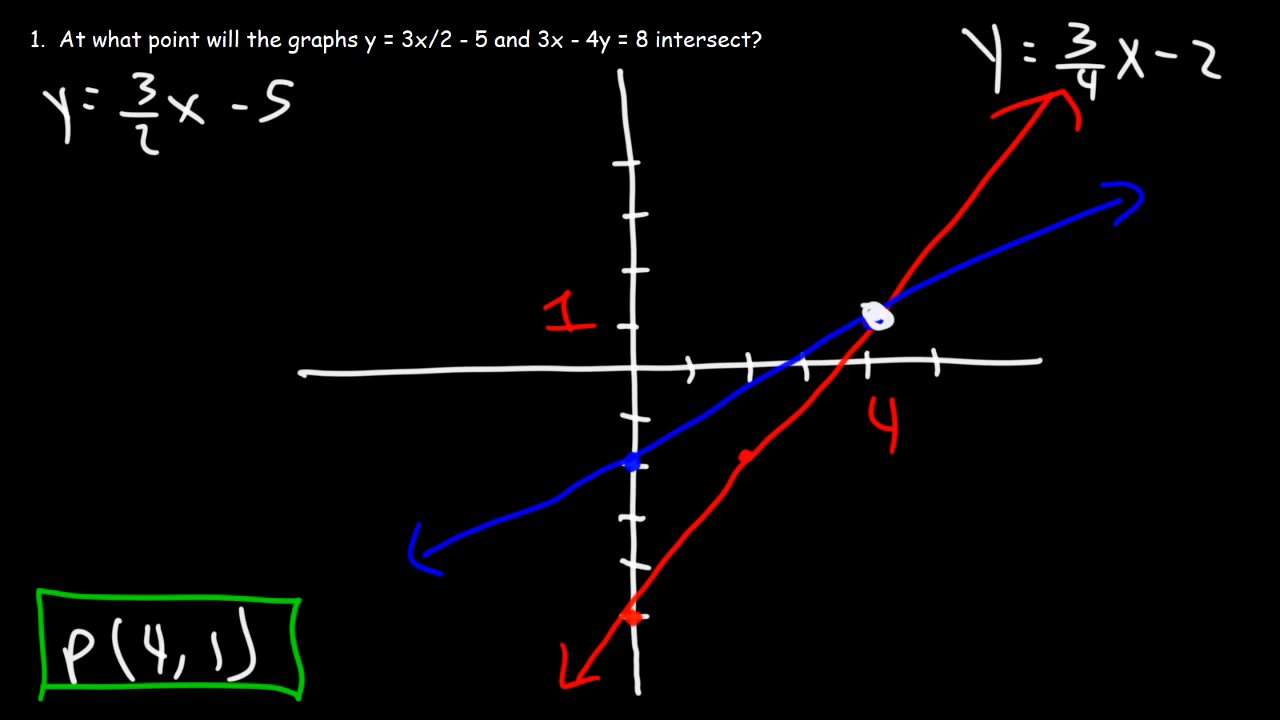 1. At what point will the graphs y = 3x/2 - 5 and 3x - 4y = 8 intersect?
y = 3/2 x - 5
y = 3/4 x - 2
1
4
P(4, 1)